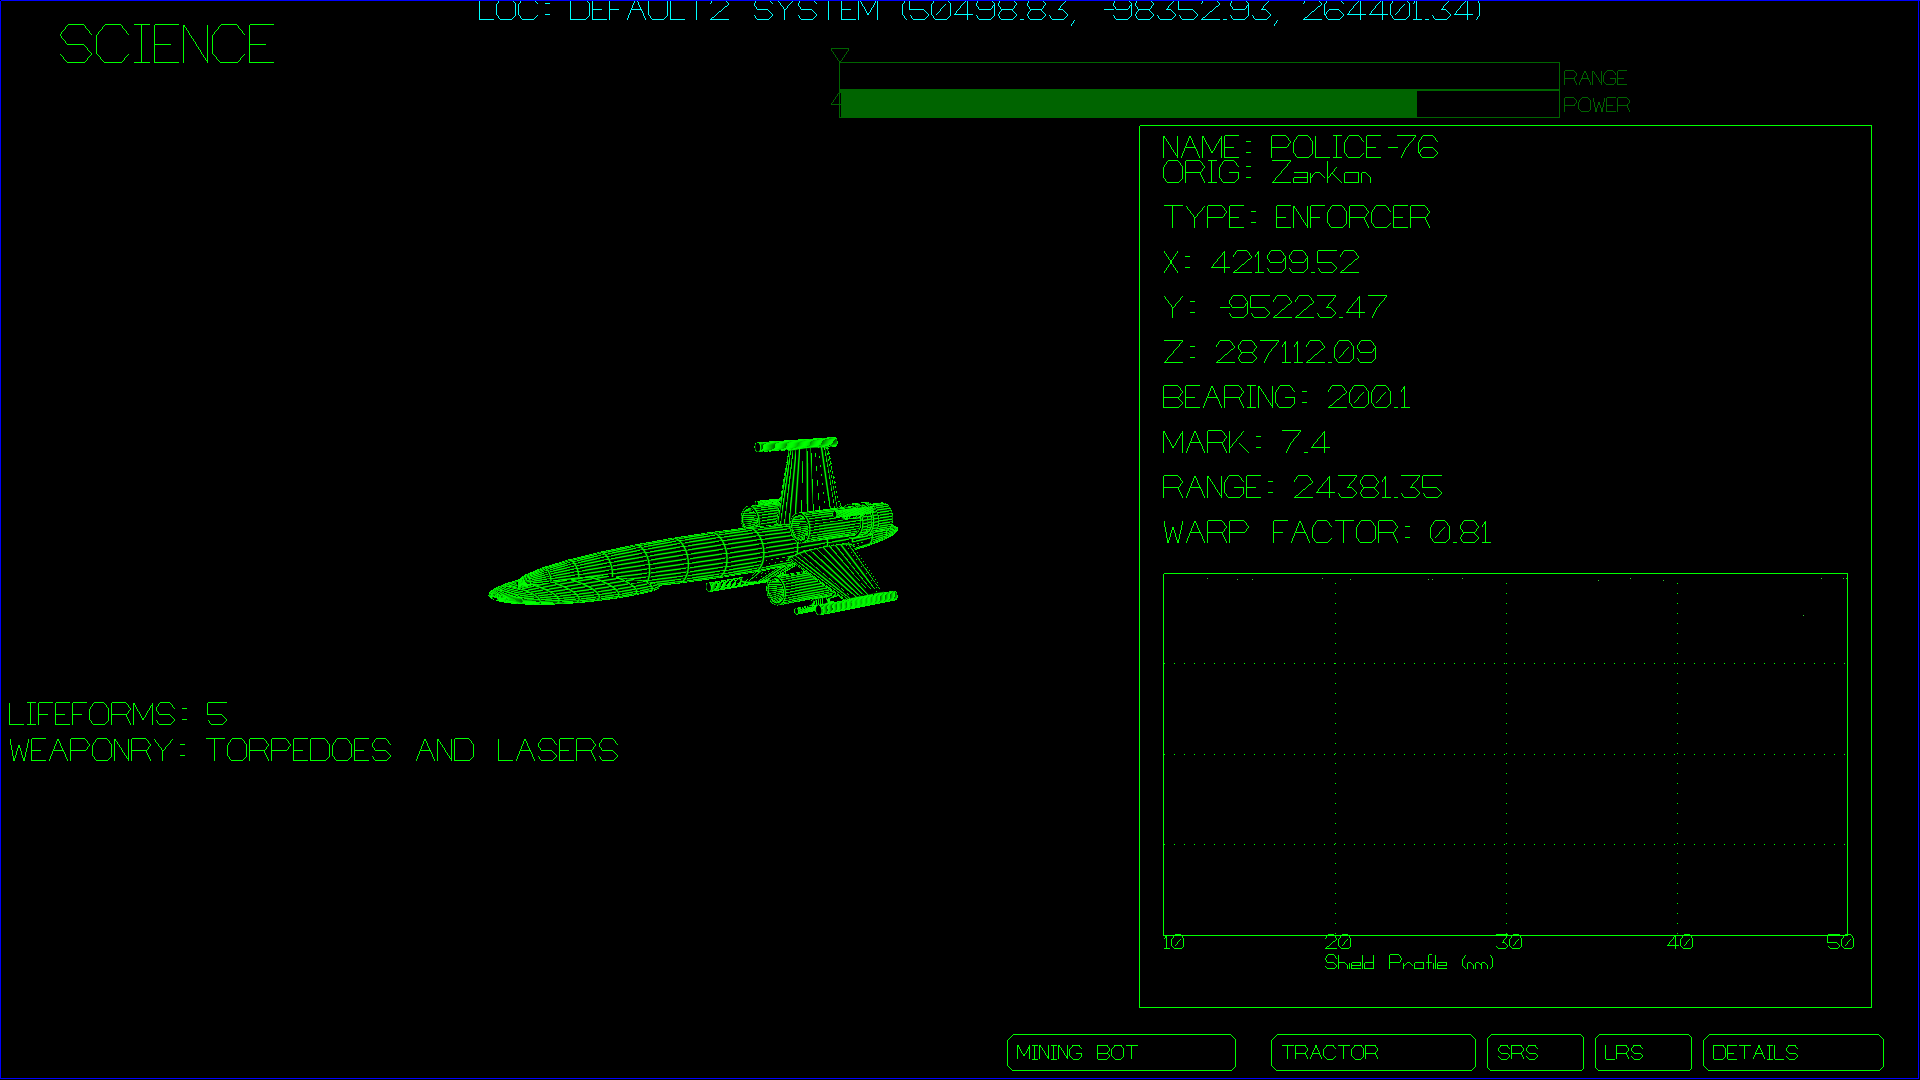 LOC: DEFAULT2 SYSTEM (50498.83, -98352.93, 264401.34)
SCIENCE
RANGE
4
POWER
NAME: POLICE-76
ORIG: Zarkon
TYPE: ENFORCER
X: 42199.52
Y: -95223.47
Z: 287112.09
BEARING: 200.1
MARK: 7.4
RANGE: 24381.35
WARP FACTOR: 0.81
LIFEFORMS: 5
WEAPONRY: TORPEDOES AND LASERS
10 20 30 40 50
Shield Profile (nm)
MINING BOT TRACTOR SRS LRS DETAILS